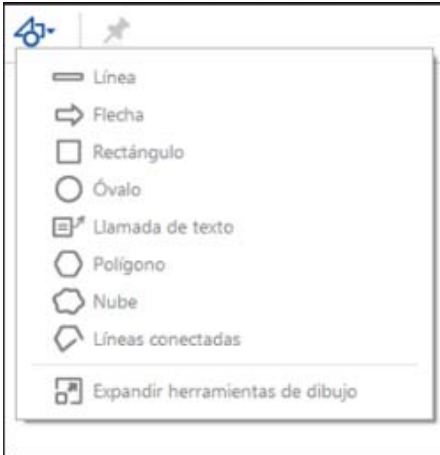 Línea
Flecha
Rectángulo
Óvalo
Llamada de texto
Polígono
Nube
Líneas conectadas
Expandir herramientas de dibujo